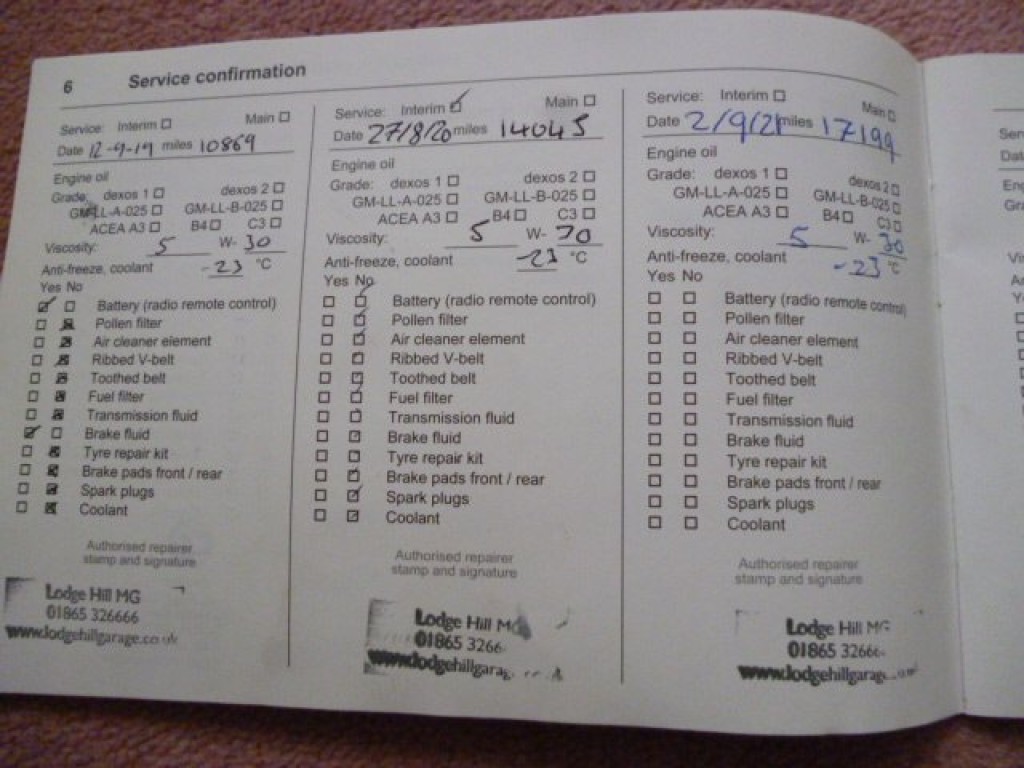 6 Service confirmation
Service: Interim ☐ Main ☐
Date 12-9-19 miles 10869
Engine oil
Grade: dexos 1 ☐ dexos 2 ☐
GM-LL-A-025 ☐ GM-LL-B-025 ☐
ACEA A3 ☐ B4 ☐ C3 ☐
Viscosity: 5 W- 30
Anti-freeze, coolant -23 °C
Yes No
☑ ☐ Battery (radio remote control)
☐ ☒ Pollen filter
☐ ☒ Air cleaner element
☐ ☒ Ribbed V-belt
☐ ☒ Toothed belt
☐ ☒ Fuel filter
☐ ☒ Transmission fluid
☑ ☐ Brake fluid
☐ ☒ Tyre repair kit
☐ ☒ Brake pads front / rear
☐ ☒ Spark plugs
☐ ☒ Coolant
Authorised repairer
stamp and signature
Lodge Hill MG
01865 326666
www.lodgehillgarage.co.uk
Service: Interim ☑ Main ☐
Date 27/8/20 miles 14045
Engine oil
Grade: dexos 1 ☐ dexos 2 ☐
GM-LL-A-025 ☐ GM-LL-B-025 ☐
ACEA A3 ☐ B4 ☐ C3 ☐
Viscosity: 5 W- 30
Anti-freeze, coolant -23 °C
Yes No
☐ ☑ Battery (radio remote control)
☐ ☑ Pollen filter
☐ ☑ Air cleaner element
☐ ☑ Ribbed V-belt
☐ ☑ Toothed belt
☐ ☑ Fuel filter
☐ ☑ Transmission fluid
☐ ☑ Brake fluid
☐ ☑ Tyre repair kit
☐ ☑ Brake pads front / rear
☐ ☑ Spark plugs
☐ ☑ Coolant
Authorised repairer
stamp and signature
Lodge Hill MG
01865 3266
www.lodgehillgarag
Service: Interim ☐ Main ☐
Date 2/9/21 miles 17199
Engine oil
Grade: dexos 1 ☐ dexos 2 ☐
GM-LL-A-025 ☐ GM-LL-B-025 ☐
ACEA A3 ☐ B4 ☐ C3 ☐
Viscosity: 5 W- 30
Anti-freeze, coolant -23 °C
Yes No
☐ ☐ Battery (radio remote control)
☐ ☐ Pollen filter
☐ ☐ Air cleaner element
☐ ☐ Ribbed V-belt
☐ ☐ Toothed belt
☐ ☐ Fuel filter
☐ ☐ Transmission fluid
☐ ☐ Brake fluid
☐ ☐ Tyre repair kit
☐ ☐ Brake pads front / rear
☐ ☐ Spark plugs
☐ ☐ Coolant
Authorised repairer
stamp and signature
Lodge Hill MG
01865 32666
www.lodgehillgarag